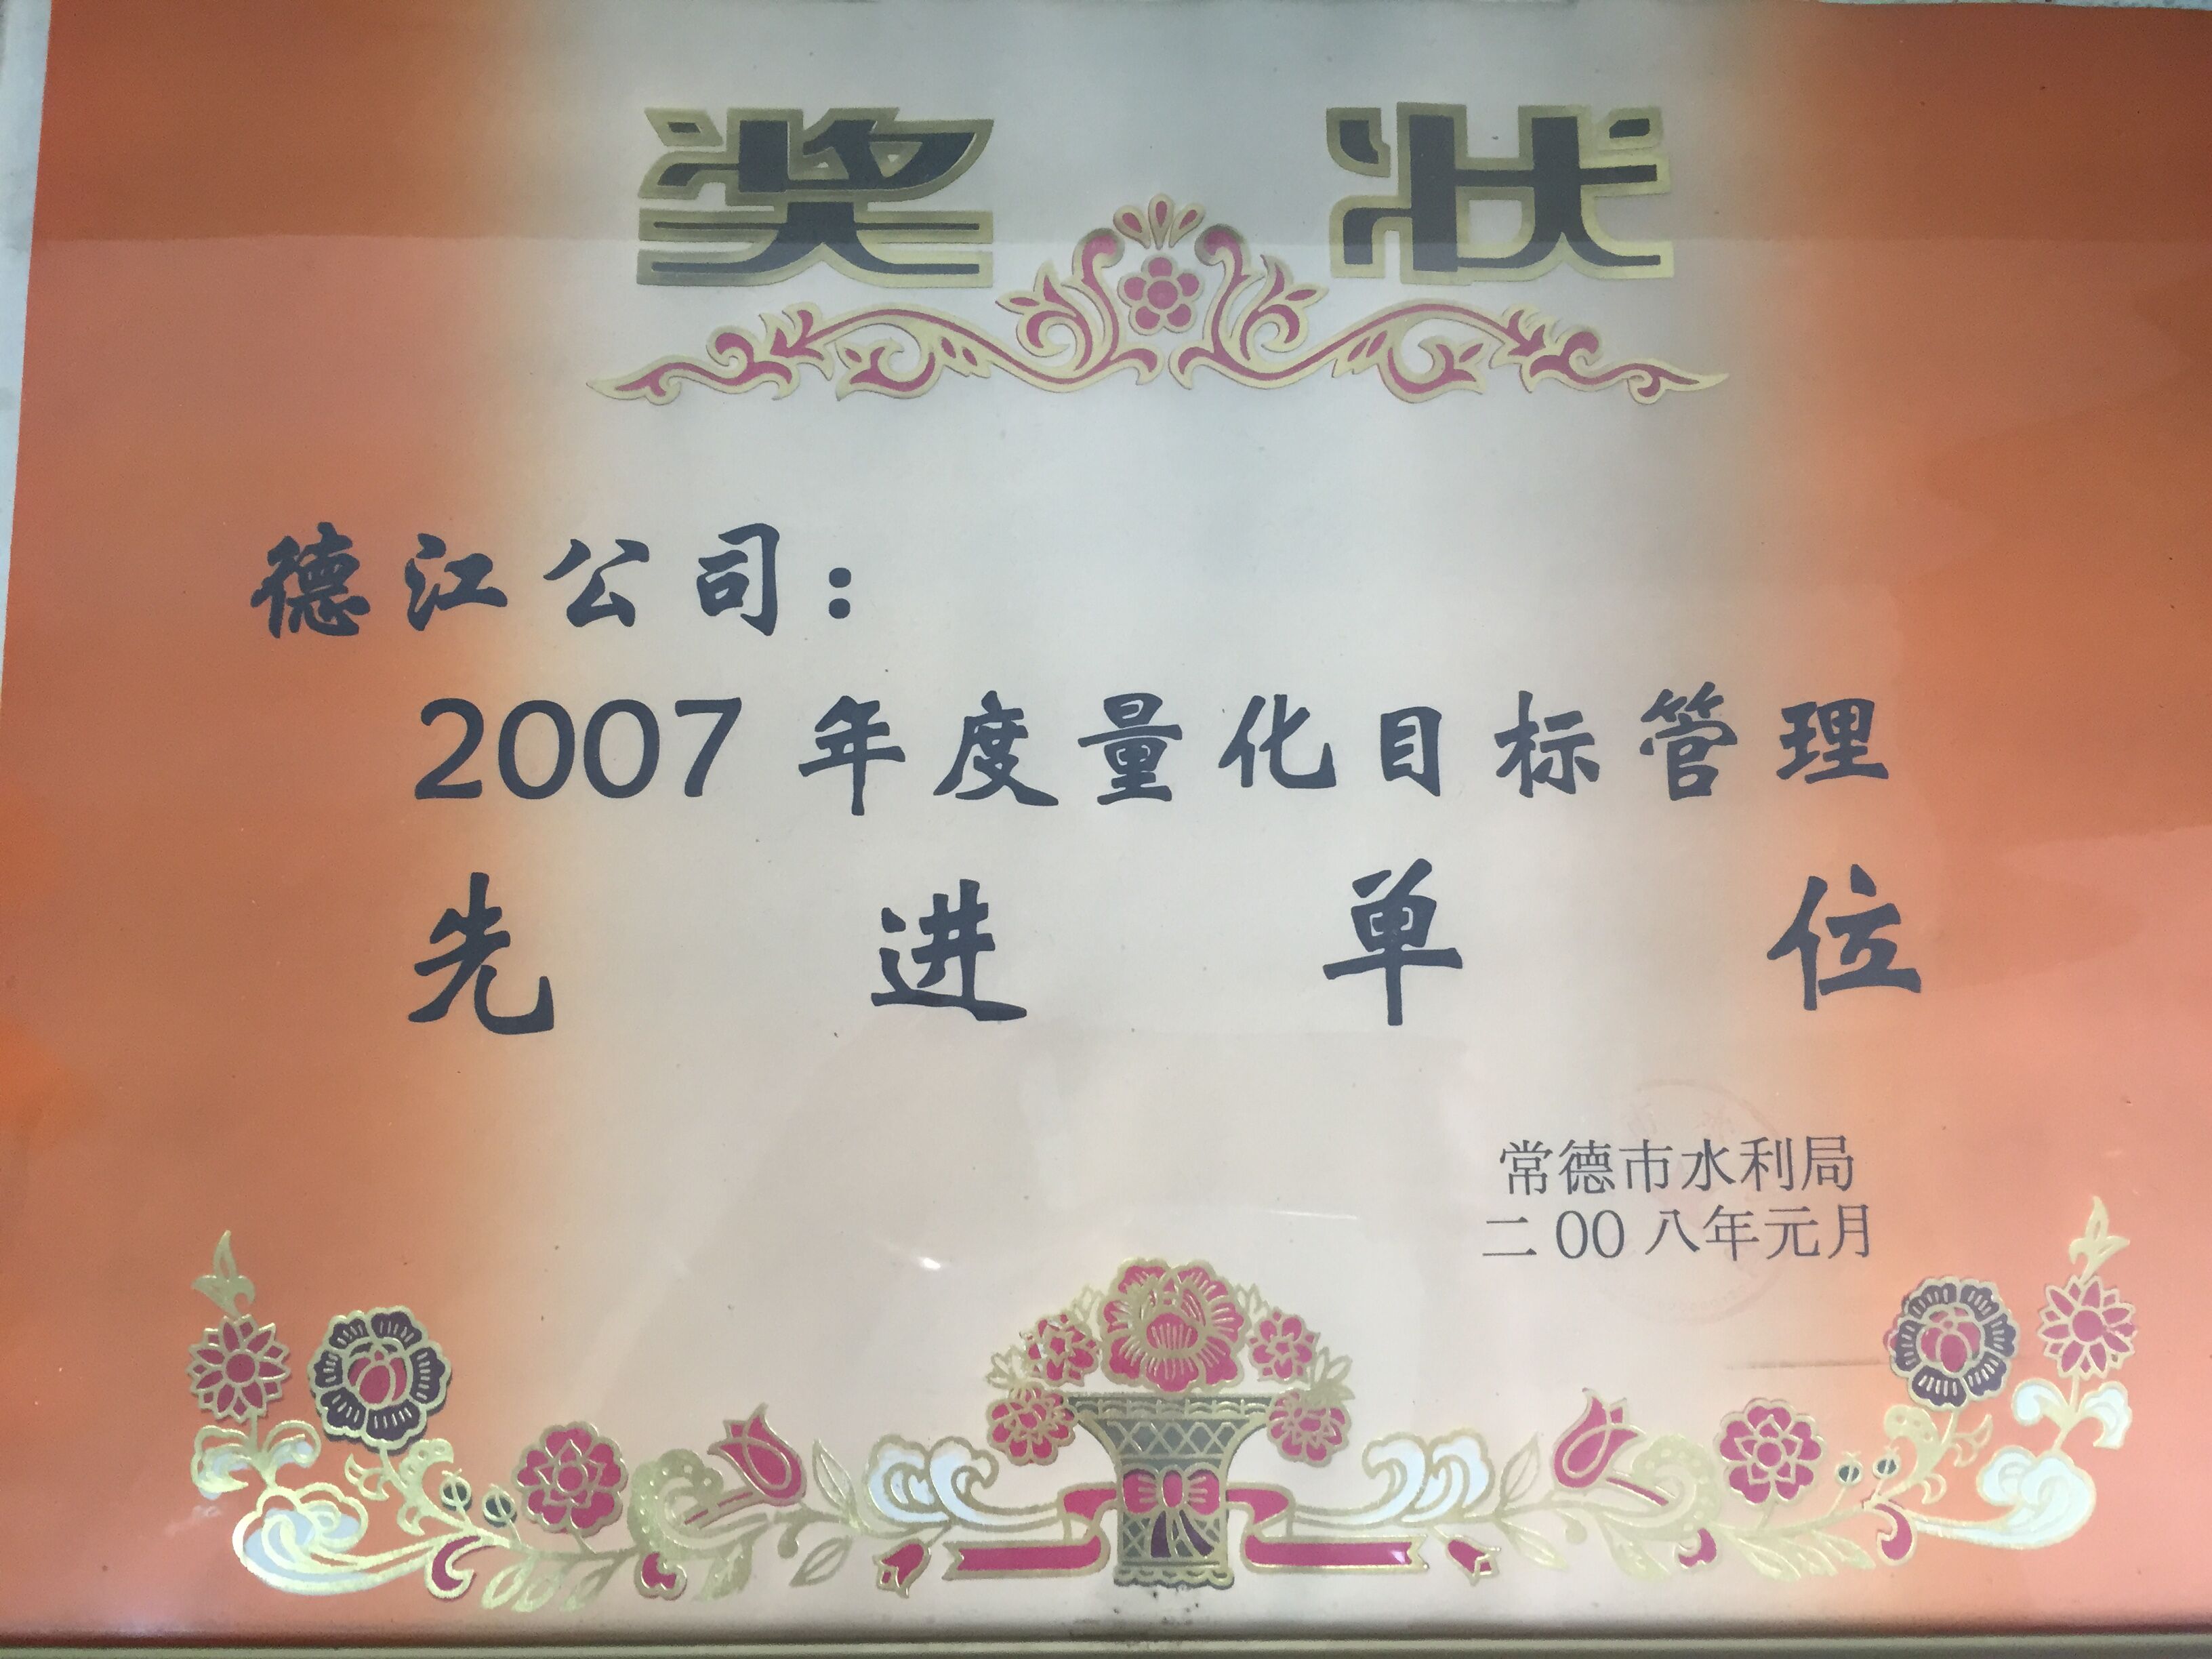 奖状
德江公司：
2007年度量化目标管理
先进单位
常德市水利局
二00八年元月